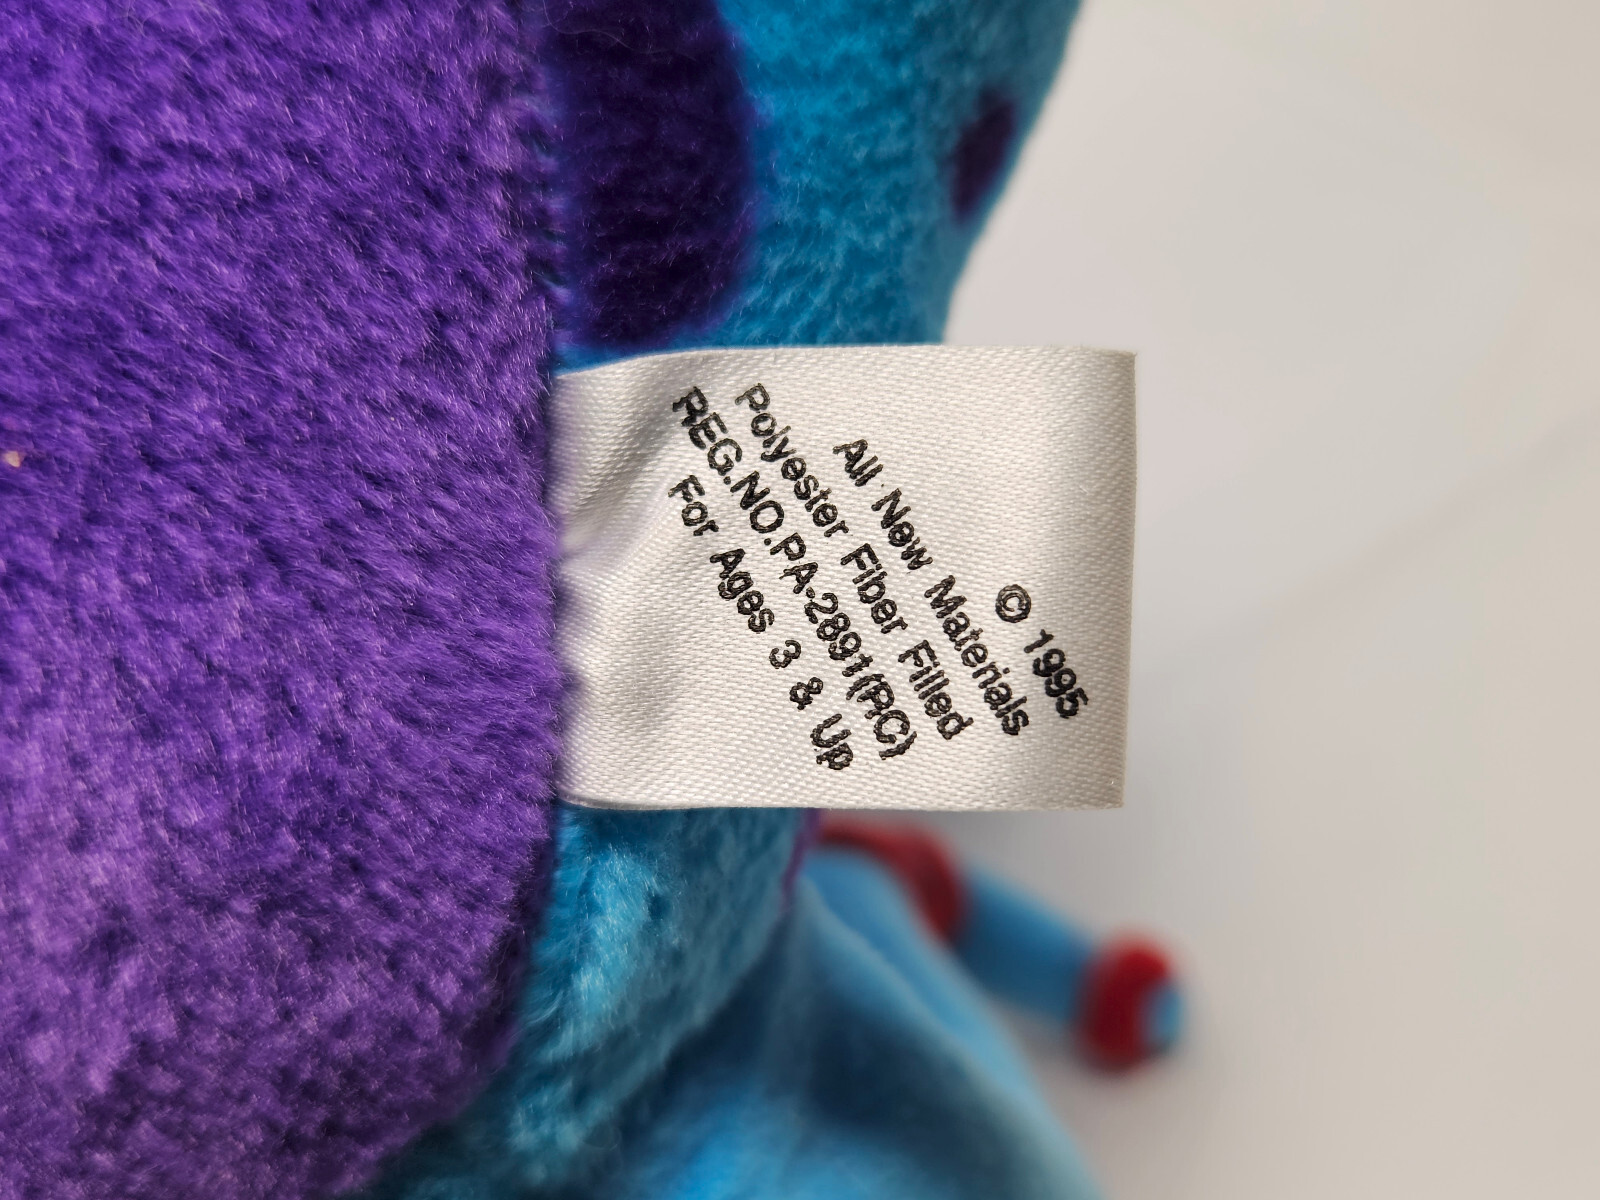 © 1995
All New Materials
Polyester Fiber Filled
REG.NO.PA-2891(RC)
For Ages 3 & Up